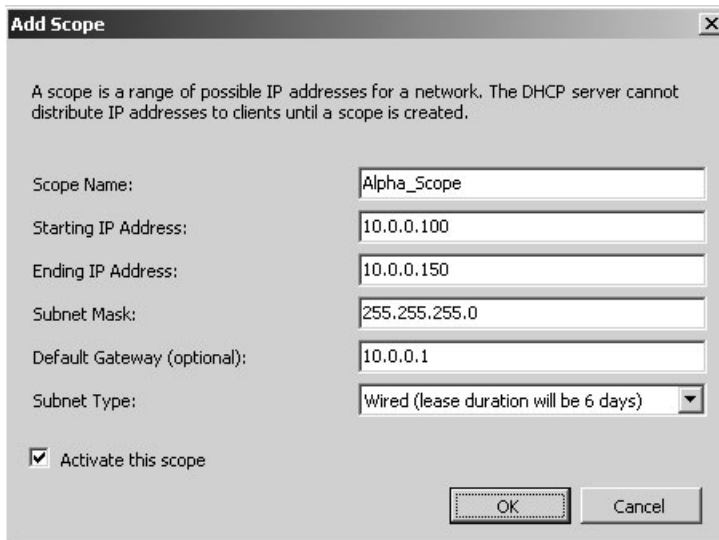 Add Scope
A scope is a range of possible IP addresses for a network. The DHCP server cannot
distribute IP addresses to clients until a scope is created.
Scope Name: Alpha_Scope
Starting IP Address: 10.0.0.100
Ending IP Address: 10.0.0.150
Subnet Mask: 255.255.255.0
Default Gateway (optional): 10.0.0.1
Subnet Type: Wired (lease duration will be 6 days)
Activate this scope
OK Cancel